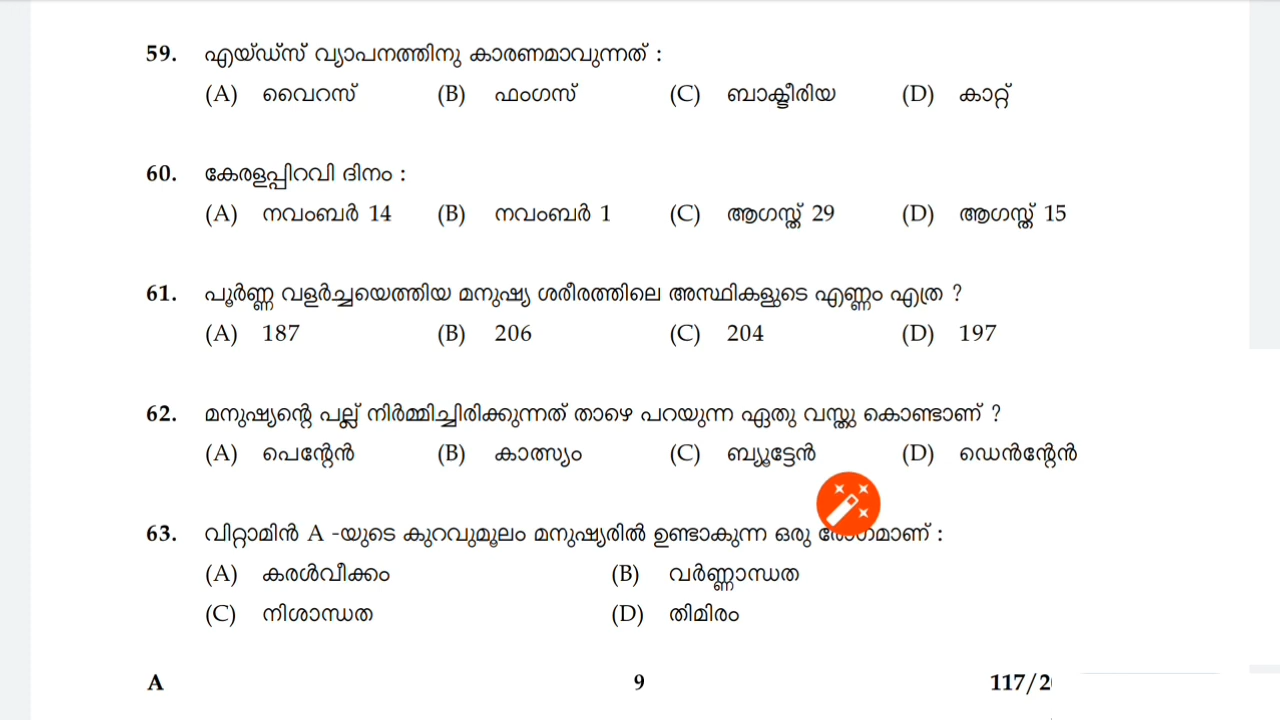 59. എയ്ഡ്സ് വ്യാപനത്തിനു കാരണമാവുന്നത് :
(A) വൈറസ് (B) ഫംഗസ് (C) ബാക്ടീരിയ (D) കാറ്റ്
60. കേരളപ്പിറവി ദിനം :
(A) നവംബർ 14 (B) നവംബർ 1 (C) ആഗസ്റ്റ് 29 (D) ആഗസ്റ്റ് 15
61. പൂർണ്ണ വളർച്ചയെത്തിയ മനുഷ്യ ശരീരത്തിലെ അസ്ഥികളുടെ എണ്ണം എത്ര ?
(A) 187 (B) 206 (C) 204 (D) 197
62. മനുഷ്യന്റെ പല്ല് നിർമ്മിച്ചിരിക്കുന്നത് താഴെ പറയുന്ന ഏതു വസ്തു കൊണ്ടാണ് ?
(A) പെന്റേൻ (B) കാത്സ്യം (C) ബ്യൂട്ടേൻ (D) ഡെൻന്റേൻ
63. വിറ്റാമിൻ A -യുടെ കുറവുമൂലം മനുഷ്യരിൽ ഉണ്ടാകുന്ന ഒരു രോഗമാണ് :
(A) കരൾവീക്കം (B) വർണ്ണാന്ധത
(C) നിശാന്ധത (D) തിമിരം
A 9 117/2